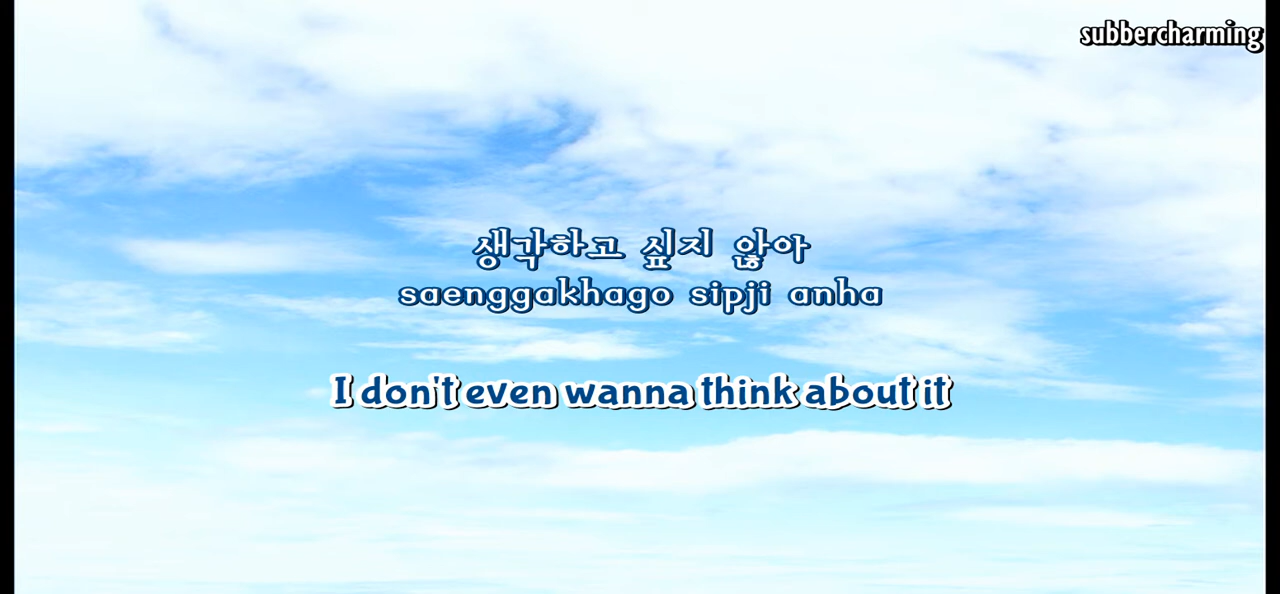 subbercharming
생각하고 싶지 않아
saenggakhago sipji anha
I don't even wanna think about it